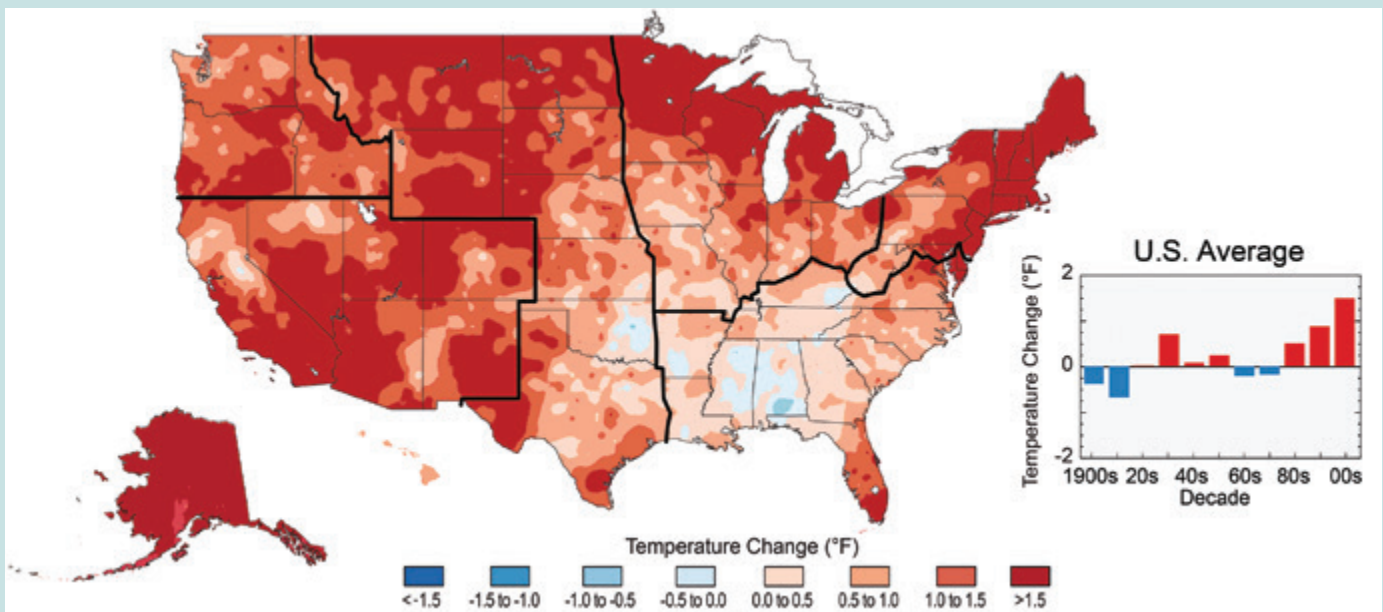 U.S. Average
Temperature Change (°F)
2
0
-2
1900s 20s 40s 60s 80s 00s
Decade
Temperature Change (°F)
<-1.5 -1.5 to -1.0 -1.0 to -0.5 -0.5 to 0.0 0.0 to 0.5 0.5 to 1.0 1.0 to 1.5 >1.5